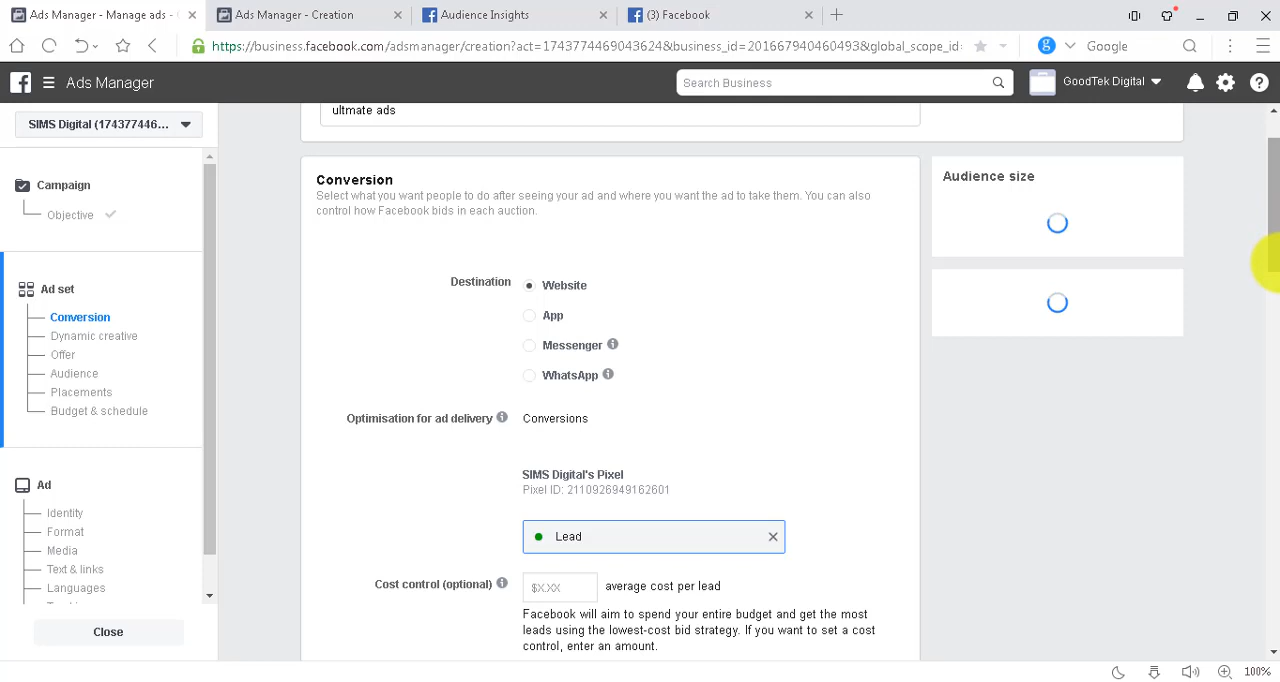 Ads Manager - Manage ads -
Ads Manager - Creation
Audience Insights
(3) Facebook
https://business.facebook.com/adsmanager/creation?act=1743774469043624&business_id=201667940460493&global_scope_id=
Google
Ads Manager
Search Business
GoodTek Digital
SIMS Digital (174377446...
Campaign
Objective
Ad set
Conversion
Dynamic creative
Offer
Audience
Placements
Budget & schedule
Ad
Identity
Format
Media
Text & links
Languages
Close
ultmate ads
Conversion
Select what you want people to do after seeing your ad and where you want the ad to take them. You can also
control how Facebook bids in each auction.
Destination
Website
App
Messenger
WhatsApp
Optimisation for ad delivery
Conversions
SIMS Digital's Pixel
Pixel ID: 2110926949162601
Lead
Cost control (optional)
$X.XX
average cost per lead
Facebook will aim to spend your entire budget and get the most
leads using the lowest-cost bid strategy. If you want to set a cost
control, enter an amount.
Audience size
100%